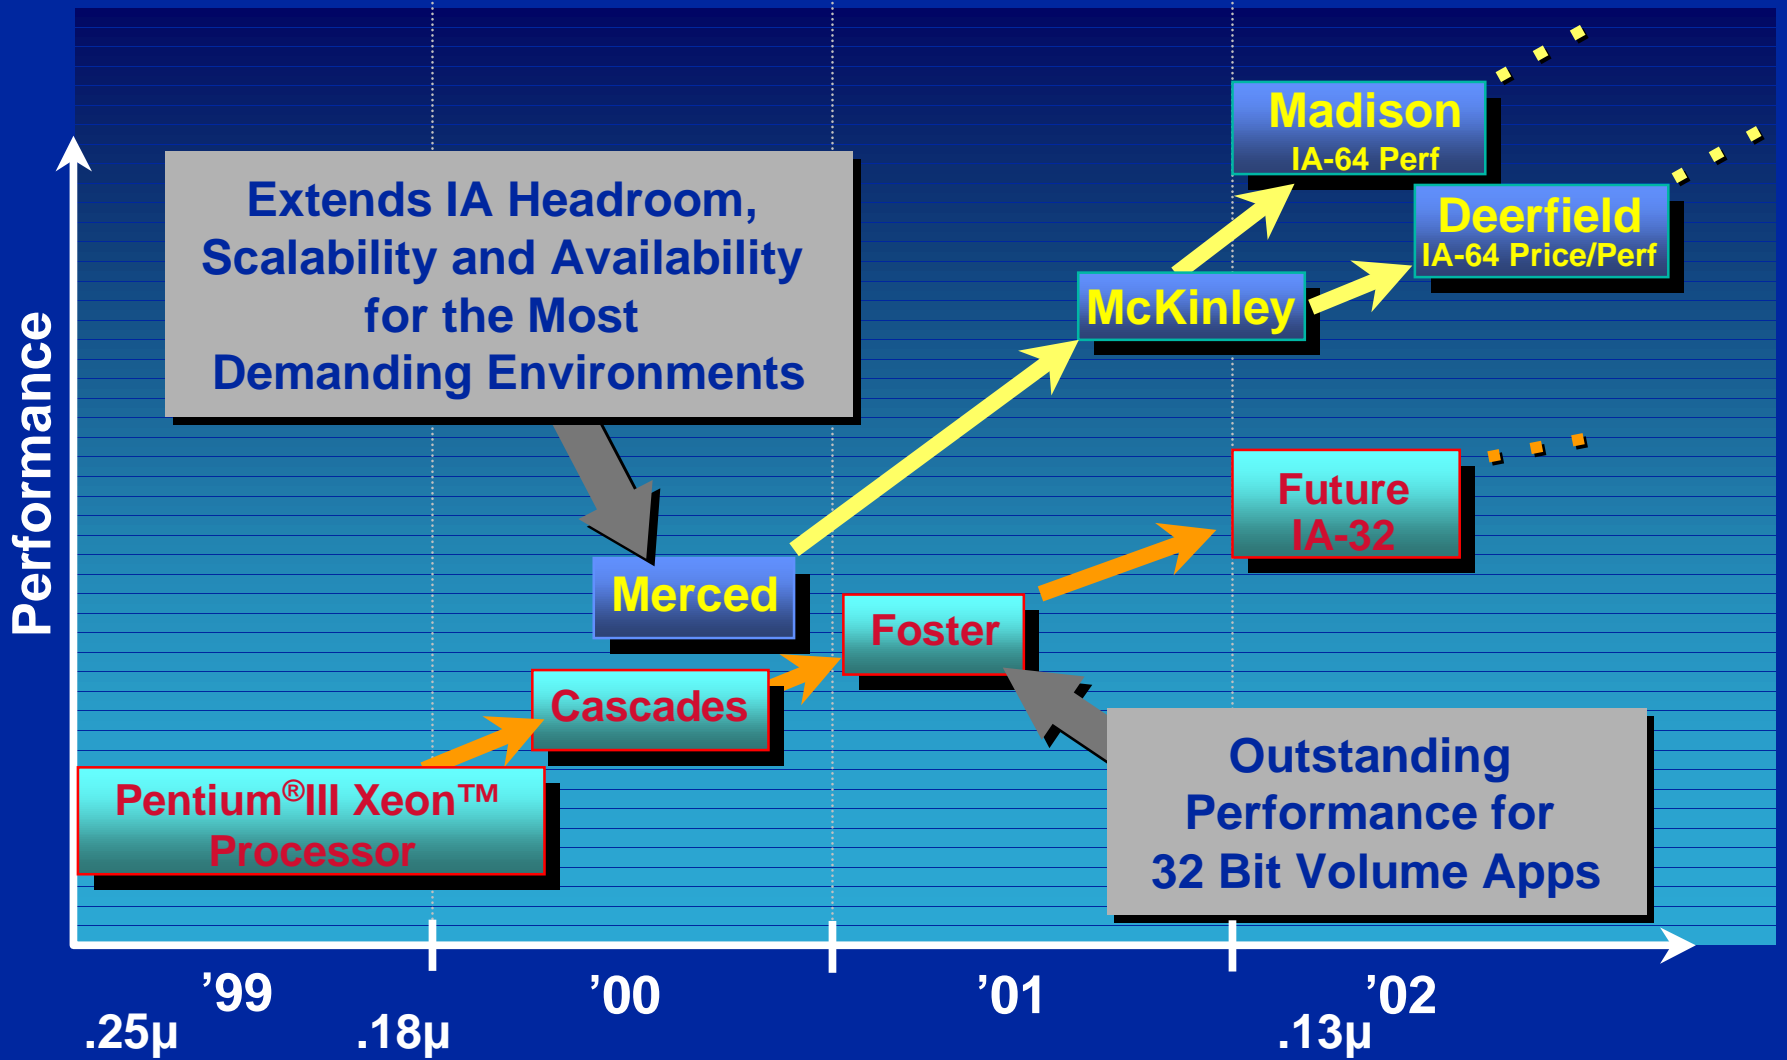 Madison
IA-64 Perf
Extends IA Headroom,
Scalability and Availability
for the Most
Demanding Environments
Deerfield
IA-64 Price/Perf
McKinley
Performance
Future
IA-32
Merced
Foster
Cascades
Pentium®III Xeon™
Processor
Outstanding
Performance for
32 Bit Volume Apps
’99
’00
’01
’02
.25µ
.18µ
.13µ